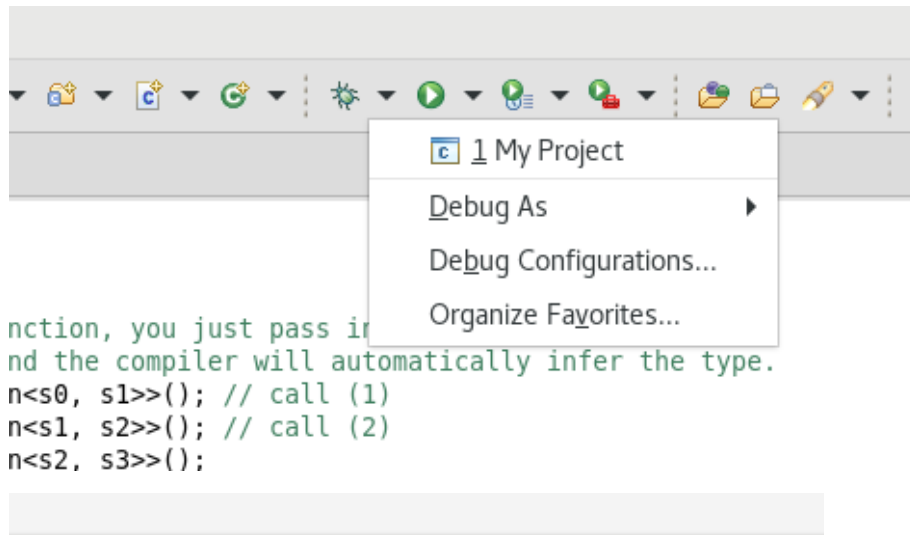 1 My Project
Debug As
Debug Configurations...
Organize Favorites...
nction, you just pass in
nd the compiler will automatically infer the type.
n<s0, s1>>(); // call (1)
n<s1, s2>>(); // call (2)
n<s2, s3>>();